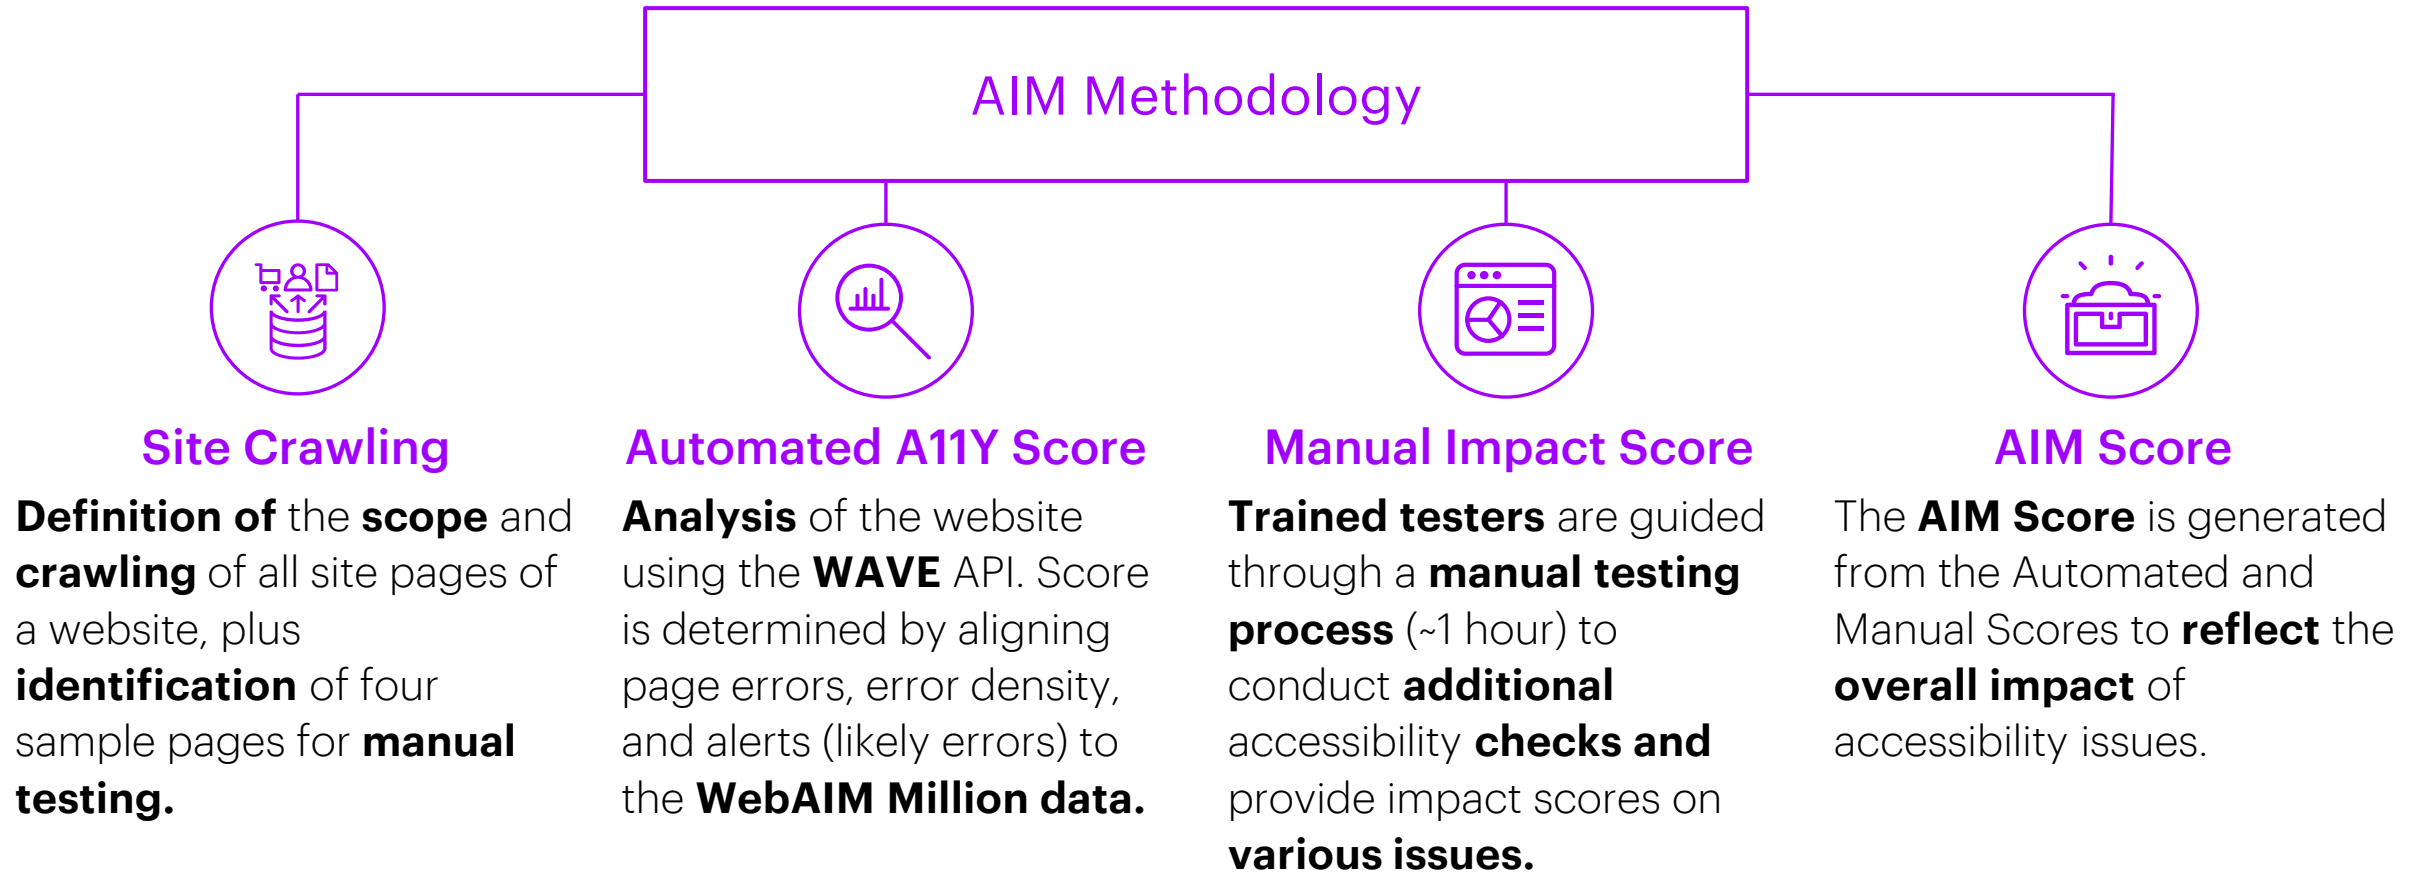 AIM Methodology
Site Crawling
Definition of the scope and
crawling of all site pages of
a website, plus
identification of four
sample pages for manual
testing.
Automated A11Y Score
Analysis of the website
using the WAVE API. Score
is determined by aligning
page errors, error density,
and alerts (likely errors) to
the WebAIM Million data.
Manual Impact Score
Trained testers are guided
through a manual testing
process (~1 hour) to
conduct additional
accessibility checks and
provide impact scores on
various issues.
AIM Score
The AIM Score is generated
from the Automated and
Manual Scores to reflect the
overall impact of
accessibility issues.